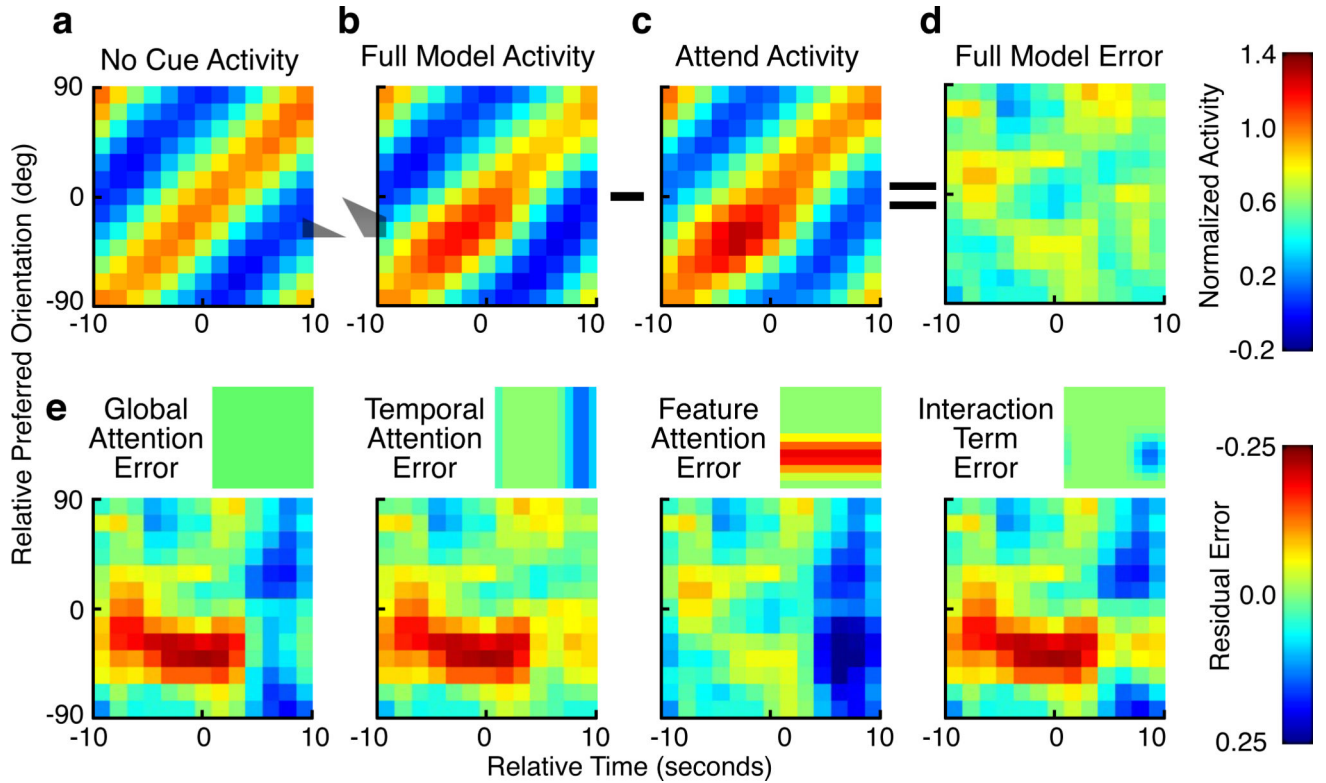 a
b
c
d
No Cue Activity
Full Model Activity
Attend Activity
Full Model Error
90
0
-90
-10
0
10
-10
0
10
-10
0
10
-10
0
10
1.4
1.0
0.6
0.2
-0.2
Normalized Activity
Relative Preferred Orientation (deg)
e
Global
Attention
Error
Temporal
Attention
Error
Feature
Attention
Error
Interaction
Term
Error
90
0
-90
-10
0
10
-10
0
10
-10
0
10
-10
0
10
Relative Time (seconds)
-0.25
0.0
0.25
Residual Error